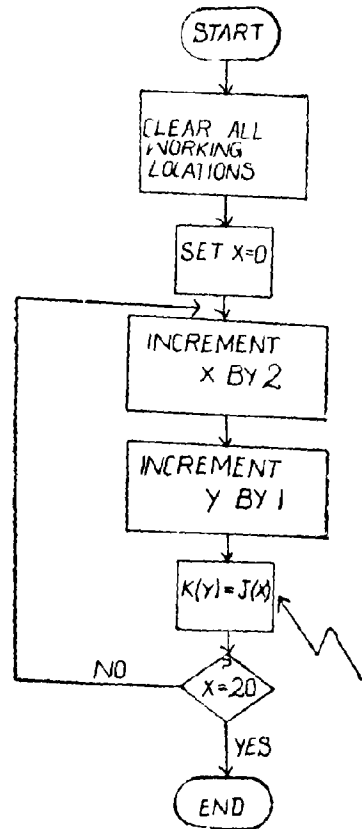 START
CLEAR ALL
WORKING
LOCATIONS
SET X=0
INCREMENT
X BY 2
INCREMENT
Y BY 1
K(Y)=J(X)
NO
X=20
YES
END